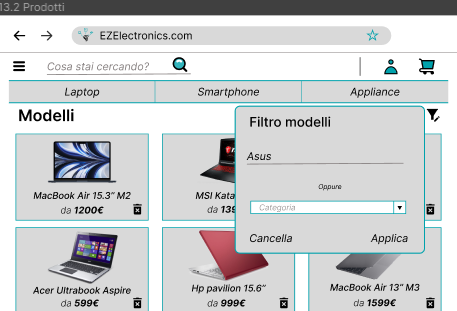 13.2 Prodotti
EZElectronics.com
Cosa stai cercando?
Laptop Smartphone Appliance
Modelli
Filtro modelli
Asus
Oppure
Categoria
Cancella Applica
MacBook Air 15.3" M2
da 1200€
MSI Kata
da 139
Acer Ultrabook Aspire
da 599€
Hp pavilion 15.6"
da 999€
MacBook Air 13" M3
da 1599€